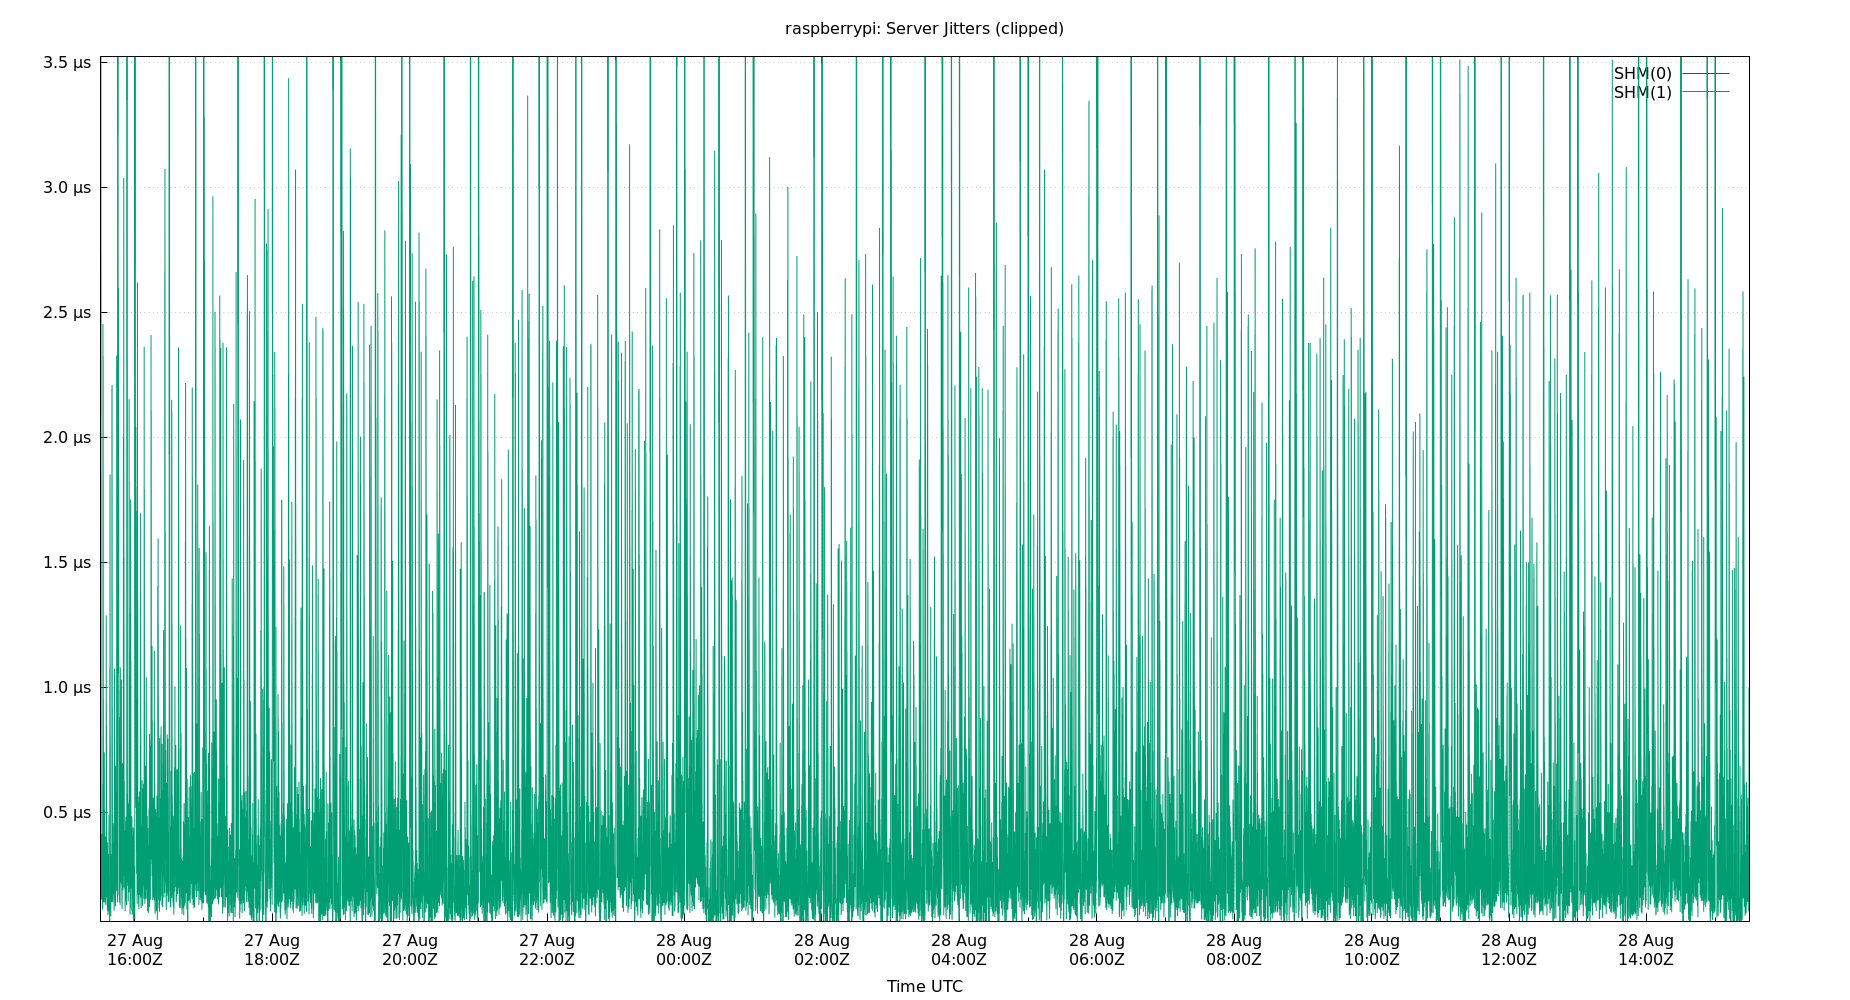 raspberrypi: Server Jitters (clipped)
3.5 µs
3.0 µs
2.5 µs
2.0 µs
1.5 µs
1.0 µs
0.5 µs
SHM(0)
SHM(1)
27 Aug 27 Aug 27 Aug 27 Aug 28 Aug 28 Aug 28 Aug 28 Aug 28 Aug 28 Aug 28 Aug 28 Aug
16:00Z 18:00Z 20:00Z 22:00Z 00:00Z 02:00Z 04:00Z 06:00Z 08:00Z 10:00Z 12:00Z 14:00Z
Time UTC